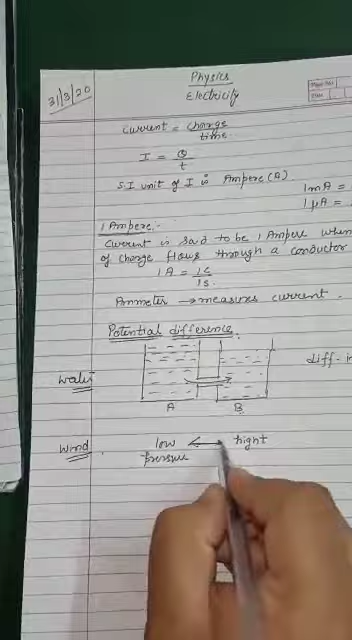 Physics
Electricity
31/3/20
Current = charge
time
I = Q
t
S.I unit of I is Ampere (A).
1mA =
1μA =
1 Ampere :-
Current is said to be 1 Ampere when
of charge flows through a conductor
1A = 1C
1s.
Ammeter → measures current.
Potential difference.
diff. in
Water
A B
Wind. low ← hight
pressure